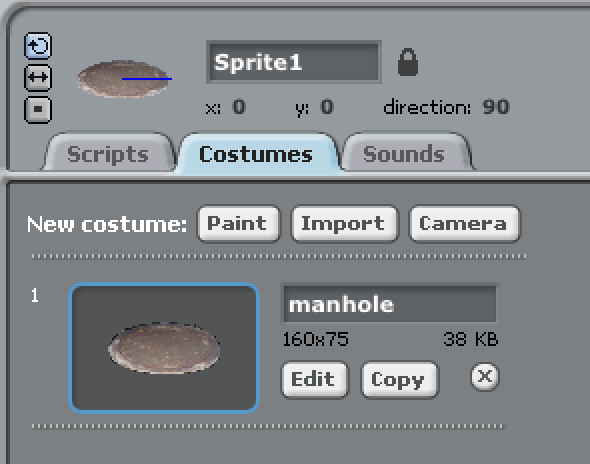 Sprite1
x: 0 y: 0 direction: 90
Scripts Costumes Sounds
New costume: Paint Import Camera
1
manhole
160x75 38 KB
Edit Copy